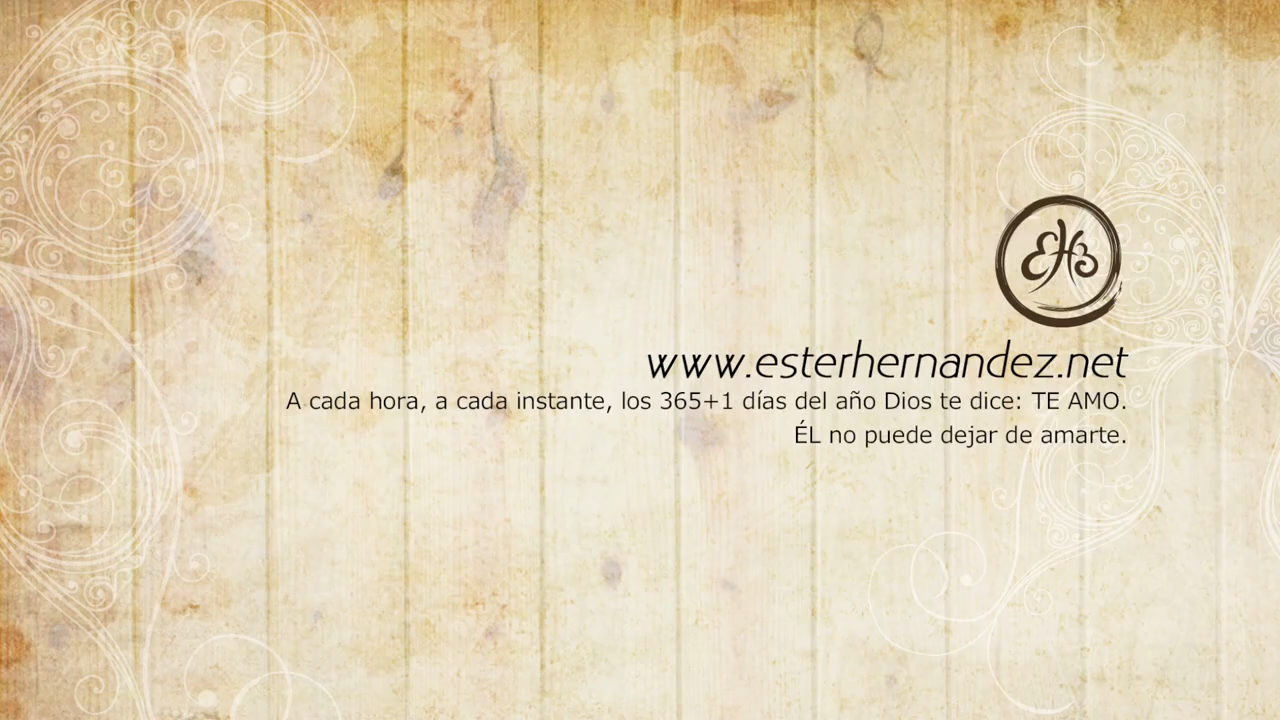 EHB
www.esterhernandez.net
A cada hora, a cada instante, los 365+1 días del año Dios te dice: TE AMO.
ÉL no puede dejar de amarte.